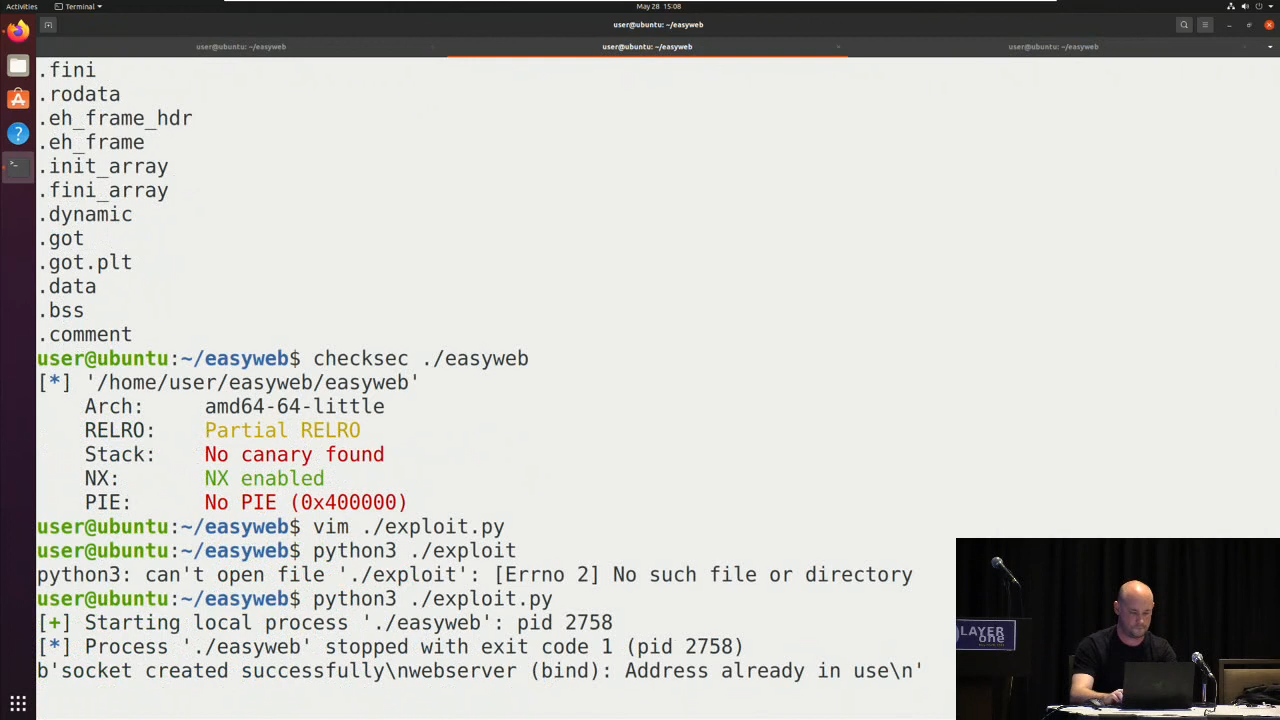 Activities
Terminal
May 28 15:08
user@ubuntu: ~/easyweb
user@ubuntu: ~/easyweb
user@ubuntu: ~/easyweb
user@ubuntu: ~/easyweb
.fini
.rodata
.eh_frame_hdr
.eh_frame
.init_array
.fini_array
.dynamic
.got
.got.plt
.data
.bss
.comment
user@ubuntu:~/easyweb$ checksec ./easyweb
[*] '/home/user/easyweb/easyweb'
Arch: amd64-64-little
RELRO: Partial RELRO
Stack: No canary found
NX: NX enabled
PIE: No PIE (0x400000)
user@ubuntu:~/easyweb$ vim ./exploit.py
user@ubuntu:~/easyweb$ python3 ./exploit
python3: can't open file './exploit': [Errno 2] No such file or directory
user@ubuntu:~/easyweb$ python3 ./exploit.py
[+] Starting local process './easyweb': pid 2758
[*] Process './easyweb' stopped with exit code 1 (pid 2758)
b'socket created successfully\nwebserver (bind): Address already in use\n'
LAYER
one